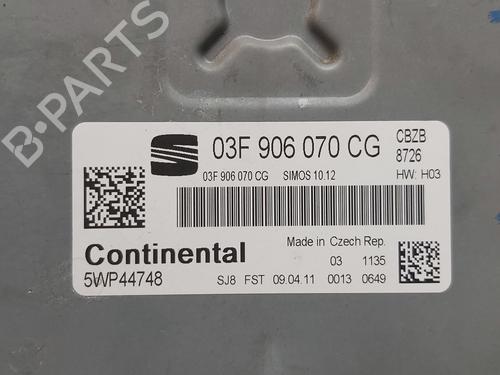 B-PARTS
03F 906 070 CG
CBZB
8726
03F 906 070 CG SIMOS 10.12
HW: H03
Continental
Made in Czech Rep.
03 1135
5WP44748
SJ8 FST 09.04.11 0013 0649